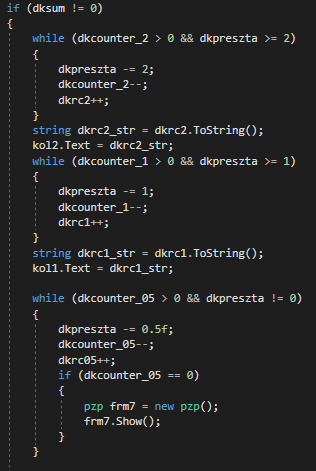 if (dksum != 0)
{
while (dkcounter_2 > 0 && dkpreszta >= 2)
{
dkpreszta -= 2;
dkcounter_2--;
dkrc2++;
}
string dkrc2_str = dkrc2.ToString();
kol2.Text = dkrc2_str;
while (dkcounter_1 > 0 && dkpreszta >= 1)
{
dkpreszta -= 1;
dkcounter_1--;
dkrc1++;
}
string dkrc1_str = dkrc1.ToString();
kol1.Text = dkrc1_str;
while (dkcounter_05 > 0 && dkpreszta != 0)
{
dkpreszta -= 0.5f;
dkcounter_05--;
dkrc05++;
if (dkcounter_05 == 0)
{
pzp frm7 = new pzp();
frm7.Show();
}
}